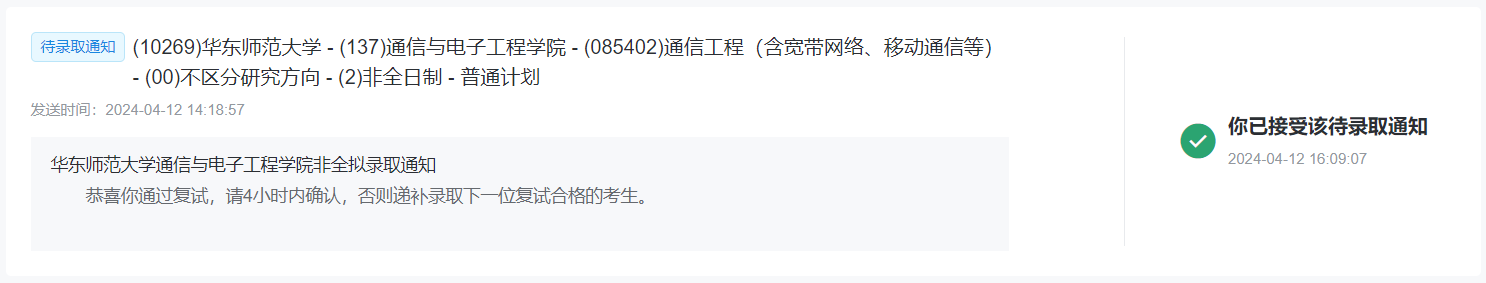 待录取通知 (10269)华东师范大学 - (137)通信与电子工程学院 - (085402)通信工程（含宽带网络、移动通信等）
- (00)不区分研究方向 - (2)非全日制 - 普通计划
发送时间：2024-04-12 14:18:57
华东师范大学通信与电子工程学院非全拟录取通知
恭喜你通过复试，请4小时内确认，否则递补录取下一位复试合格的考生。
你已接受该待录取通知
2024-04-12 16:09:07